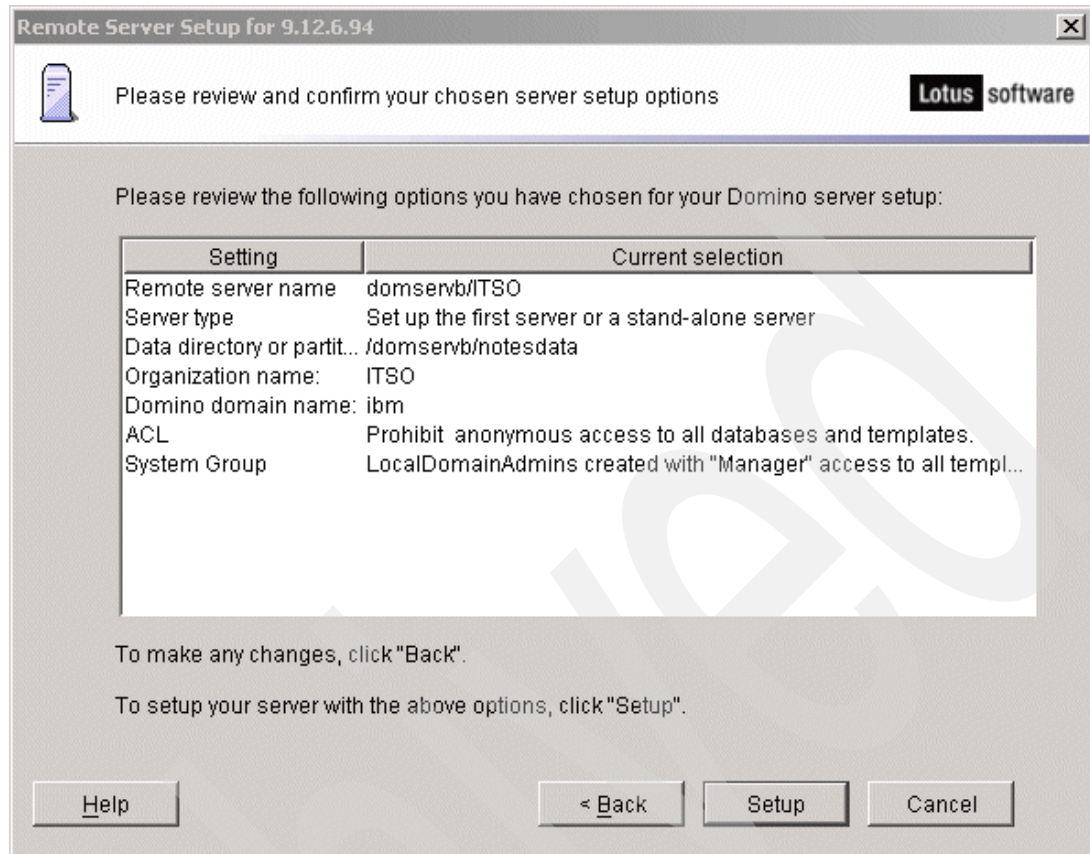 Remote Server Setup for 9.12.6.94
Please review and confirm your chosen server setup options
Lotus software
Please review the following options you have chosen for your Domino server setup:
Setting Current selection
Remote server name domservb/ITSO
Server type Set up the first server or a stand-alone server
Data directory or partit... /domservb/notesdata
Organization name: ITSO
Domino domain name: ibm
ACL Prohibit anonymous access to all databases and templates.
System Group LocalDomainAdmins created with "Manager" access to all templ...
To make any changes, click "Back".
To setup your server with the above options, click "Setup".
Help < Back Setup Cancel